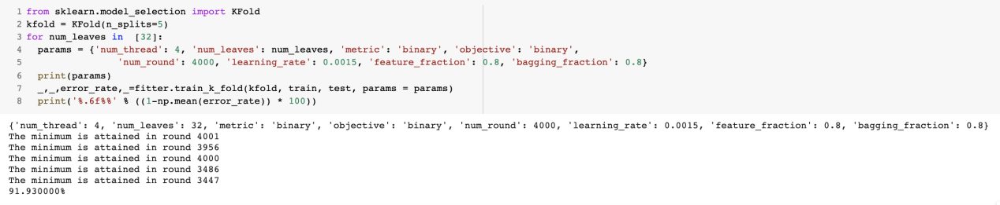 1 from sklearn.model_selection import KFold
2 kfold = KFold(n_splits=5)
3 for num_leaves in  [32]:
4   params = {'num_thread': 4, 'num_leaves': num_leaves, 'metric': 'binary', 'objective': 'binary',
5                'num_round': 4000, 'learning_rate': 0.0015, 'feature_fraction': 0.8, 'bagging_fraction': 0.8}
6   print(params)
7   _,_,error_rate,_=fitter.train_k_fold(kfold, train, test, params = params)
8   print('%.6f%%' % ((1-np.mean(error_rate)) * 100))
{'num_thread': 4, 'num_leaves': 32, 'metric': 'binary', 'objective': 'binary', 'num_round': 4000, 'learning_rate': 0.0015, 'feature_fraction': 0.8, 'bagging_fraction': 0.8}
The minimum is attained in round 4001
The minimum is attained in round 3956
The minimum is attained in round 4000
The minimum is attained in round 3486
The minimum is attained in round 3447
91.930000%